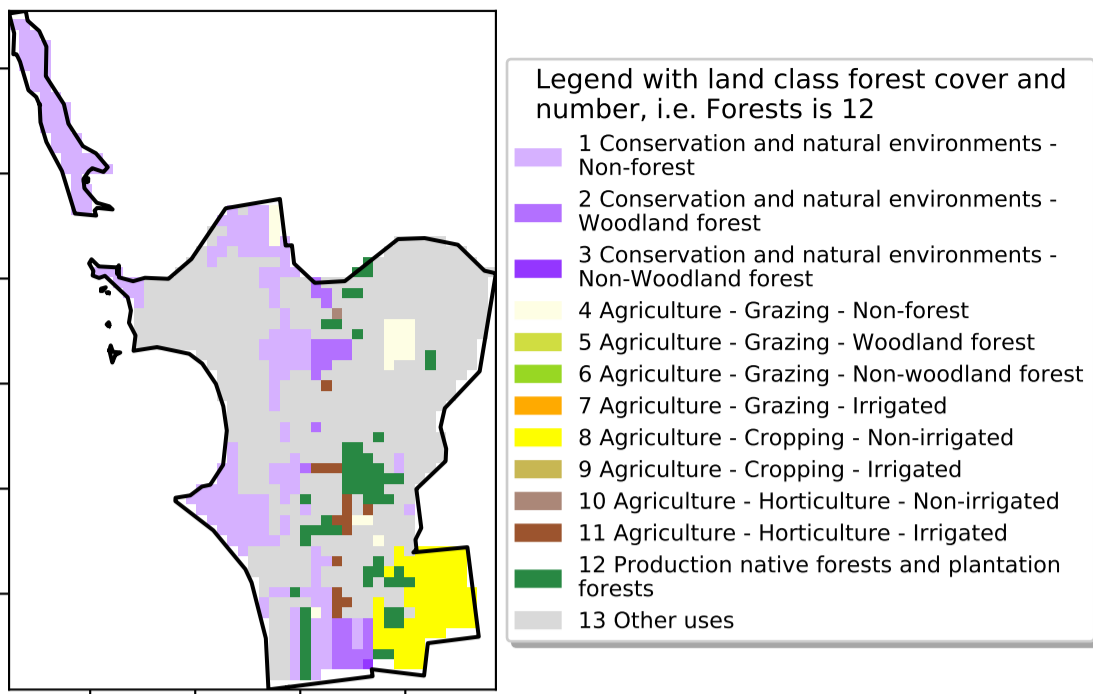 Legend with land class forest cover and
number, i.e. Forests is 12
1 Conservation and natural environments -
Non-forest
2 Conservation and natural environments -
Woodland forest
3 Conservation and natural environments -
Non-Woodland forest
4 Agriculture - Grazing - Non-forest
5 Agriculture - Grazing - Woodland forest
6 Agriculture - Grazing - Non-woodland forest
7 Agriculture - Grazing - Irrigated
8 Agriculture - Cropping - Non-irrigated
9 Agriculture - Cropping - Irrigated
10 Agriculture - Horticulture - Non-irrigated
11 Agriculture - Horticulture - Irrigated
12 Production native forests and plantation
forests
13 Other uses